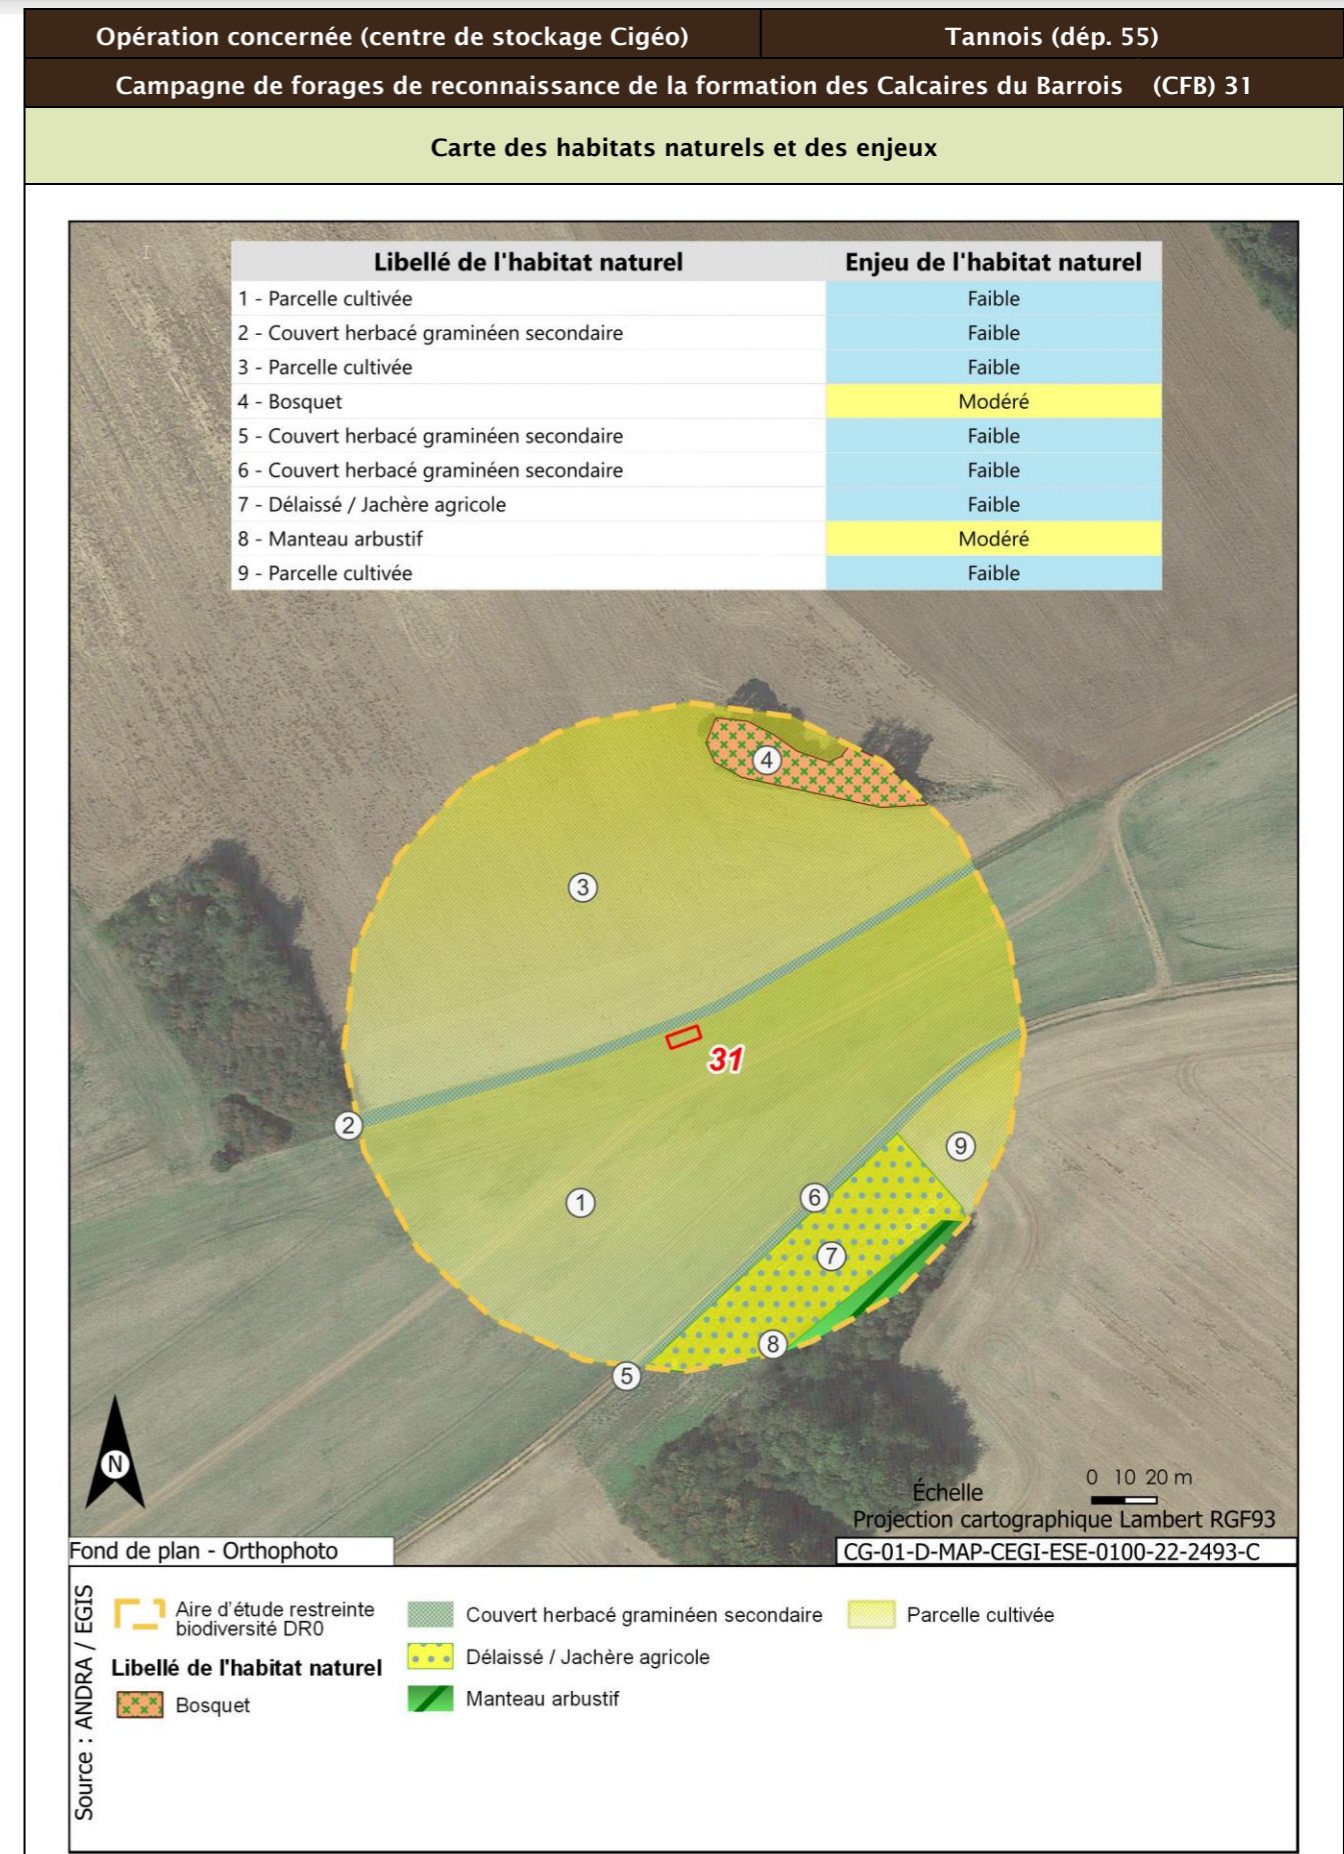 Opération concernée (centre de stockage Cigéo) Tannois (dép. 55)
Campagne de forages de reconnaissance de la formation des Calcaires du Barrois (CFB) 31
Carte des habitats naturels et des enjeux
Libellé de l'habitat naturel Enjeu de l'habitat naturel
1 - Parcelle cultivée Faible
2 - Couvert herbacé graminéen secondaire Faible
3 - Parcelle cultivée Faible
4 - Bosquet Modéré
5 - Couvert herbacé graminéen secondaire Faible
6 - Couvert herbacé graminéen secondaire Faible
7 - Délaissé / Jachère agricole Faible
8 - Manteau arbustif Modéré
9 - Parcelle cultivée Faible
4
3
31
2
9
1
6
7
8
5
N
0 10 20 m
Échelle
Projection cartographique Lambert RGF93
Fond de plan - Orthophoto
CG-01-D-MAP-CEGI-ESE-0100-22-2493-C
Source : ANDRA / EGIS
Aire d'étude restreinte
biodiversité DR0
Libellé de l'habitat naturel
Bosquet
Couvert herbacé graminéen secondaire
Délaissé / Jachère agricole
Manteau arbustif
Parcelle cultivée